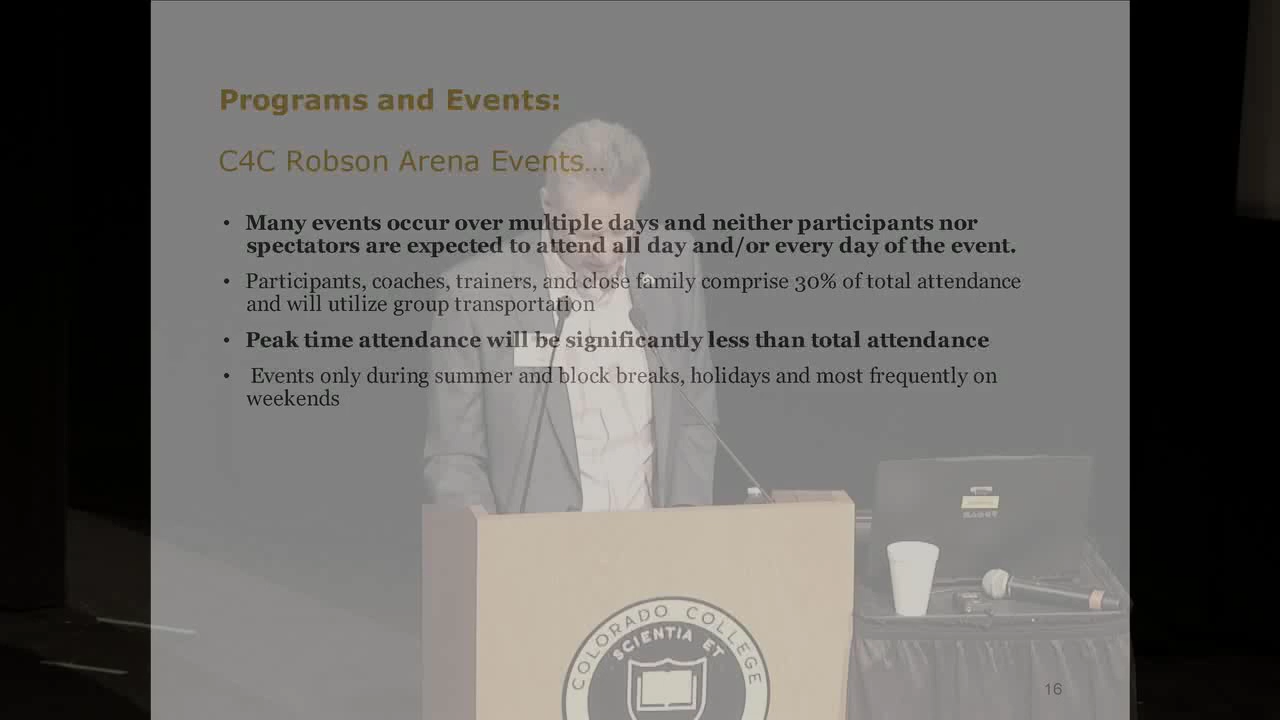 Programs and Events:
C4C Robson Arena Events…
• Many events occur over multiple days and neither participants nor
spectators are expected to attend all day and/or every day of the event.
• Participants, coaches, trainers, and close family comprise 30% of total attendance
and will utilize group transportation
• Peak time attendance will be significantly less than total attendance
• Events only during summer and block breaks, holidays and most frequently on
weekends
COLORADO COLLEGE
SCIENTIA ET
16